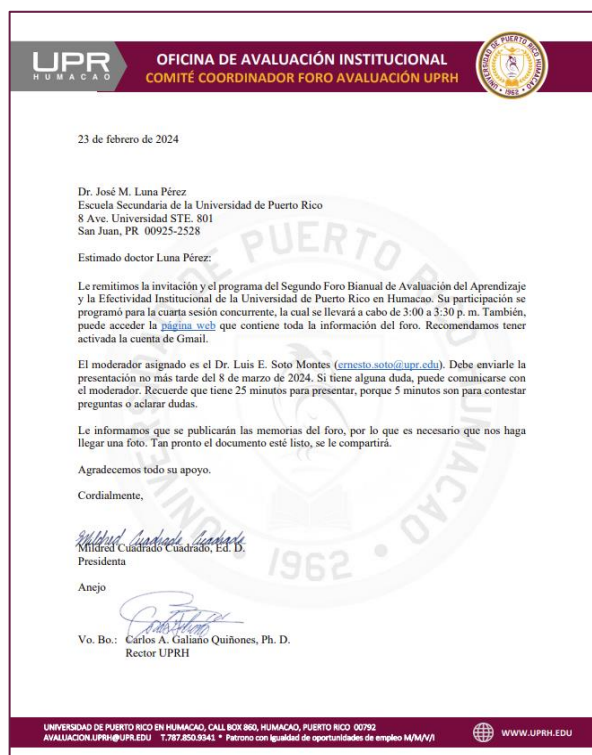 UPR
HUMACAO
OFICINA DE AVALUACIÓN INSTITUCIONAL
COMITÉ COORDINADOR FORO AVALUACIÓN UPRH
UNIVERSIDAD DE PUERTO RICO HUMACAO
• 1962 •
23 de febrero de 2024
Dr. José M. Luna Pérez
Escuela Secundaria de la Universidad de Puerto Rico
8 Ave. Universidad STE. 801
San Juan, PR 00925-2528
Estimado doctor Luna Pérez:
Le remitimos la invitación y el programa del Segundo Foro Bianual de Avaluación del Aprendizaje
y la Efectividad Institucional de la Universidad de Puerto Rico en Humacao. Su participación se
programó para la cuarta sesión concurrente, la cual se llevará a cabo de 3:00 a 3:30 p. m. También,
puede acceder la página web que contiene toda la información del foro. Recomendamos tener
activada la cuenta de Gmail.
El moderador asignado es el Dr. Luis E. Soto Montes (ernesto.soto@upr.edu). Debe enviarle la
presentación no más tarde del 8 de marzo de 2024. Si tiene alguna duda, puede comunicarse con
el moderador. Recuerde que tiene 25 minutos para presentar, porque 5 minutos son para contestar
preguntas o aclarar dudas.
Le informamos que se publicarán las memorias del foro, por lo que es necesario que nos haga
llegar una foto. Tan pronto el documento esté listo, se le compartirá.
Agradecemos todo su apoyo.
Cordialmente,
Mildred Cuadrado Cuadrado
Mildred Cuadrado Cuadrado, Ed. D.
Presidenta
Anejo
Vo. Bo.: Carlos A. Galiano Quiñones, Ph. D.
Rector UPRH
UNIVERSIDAD DE PUERTO RICO HUMACAO
• 1962 •
UNIVERSIDAD DE PUERTO RICO EN HUMACAO, CALL BOX 860, HUMACAO, PUERTO RICO 00792
AVALUACION.UPRH@UPR.EDU T.787.850.9341 * Patrono con igualdad de oportunidades de empleo M/M/V/I
WWW.UPRH.EDU